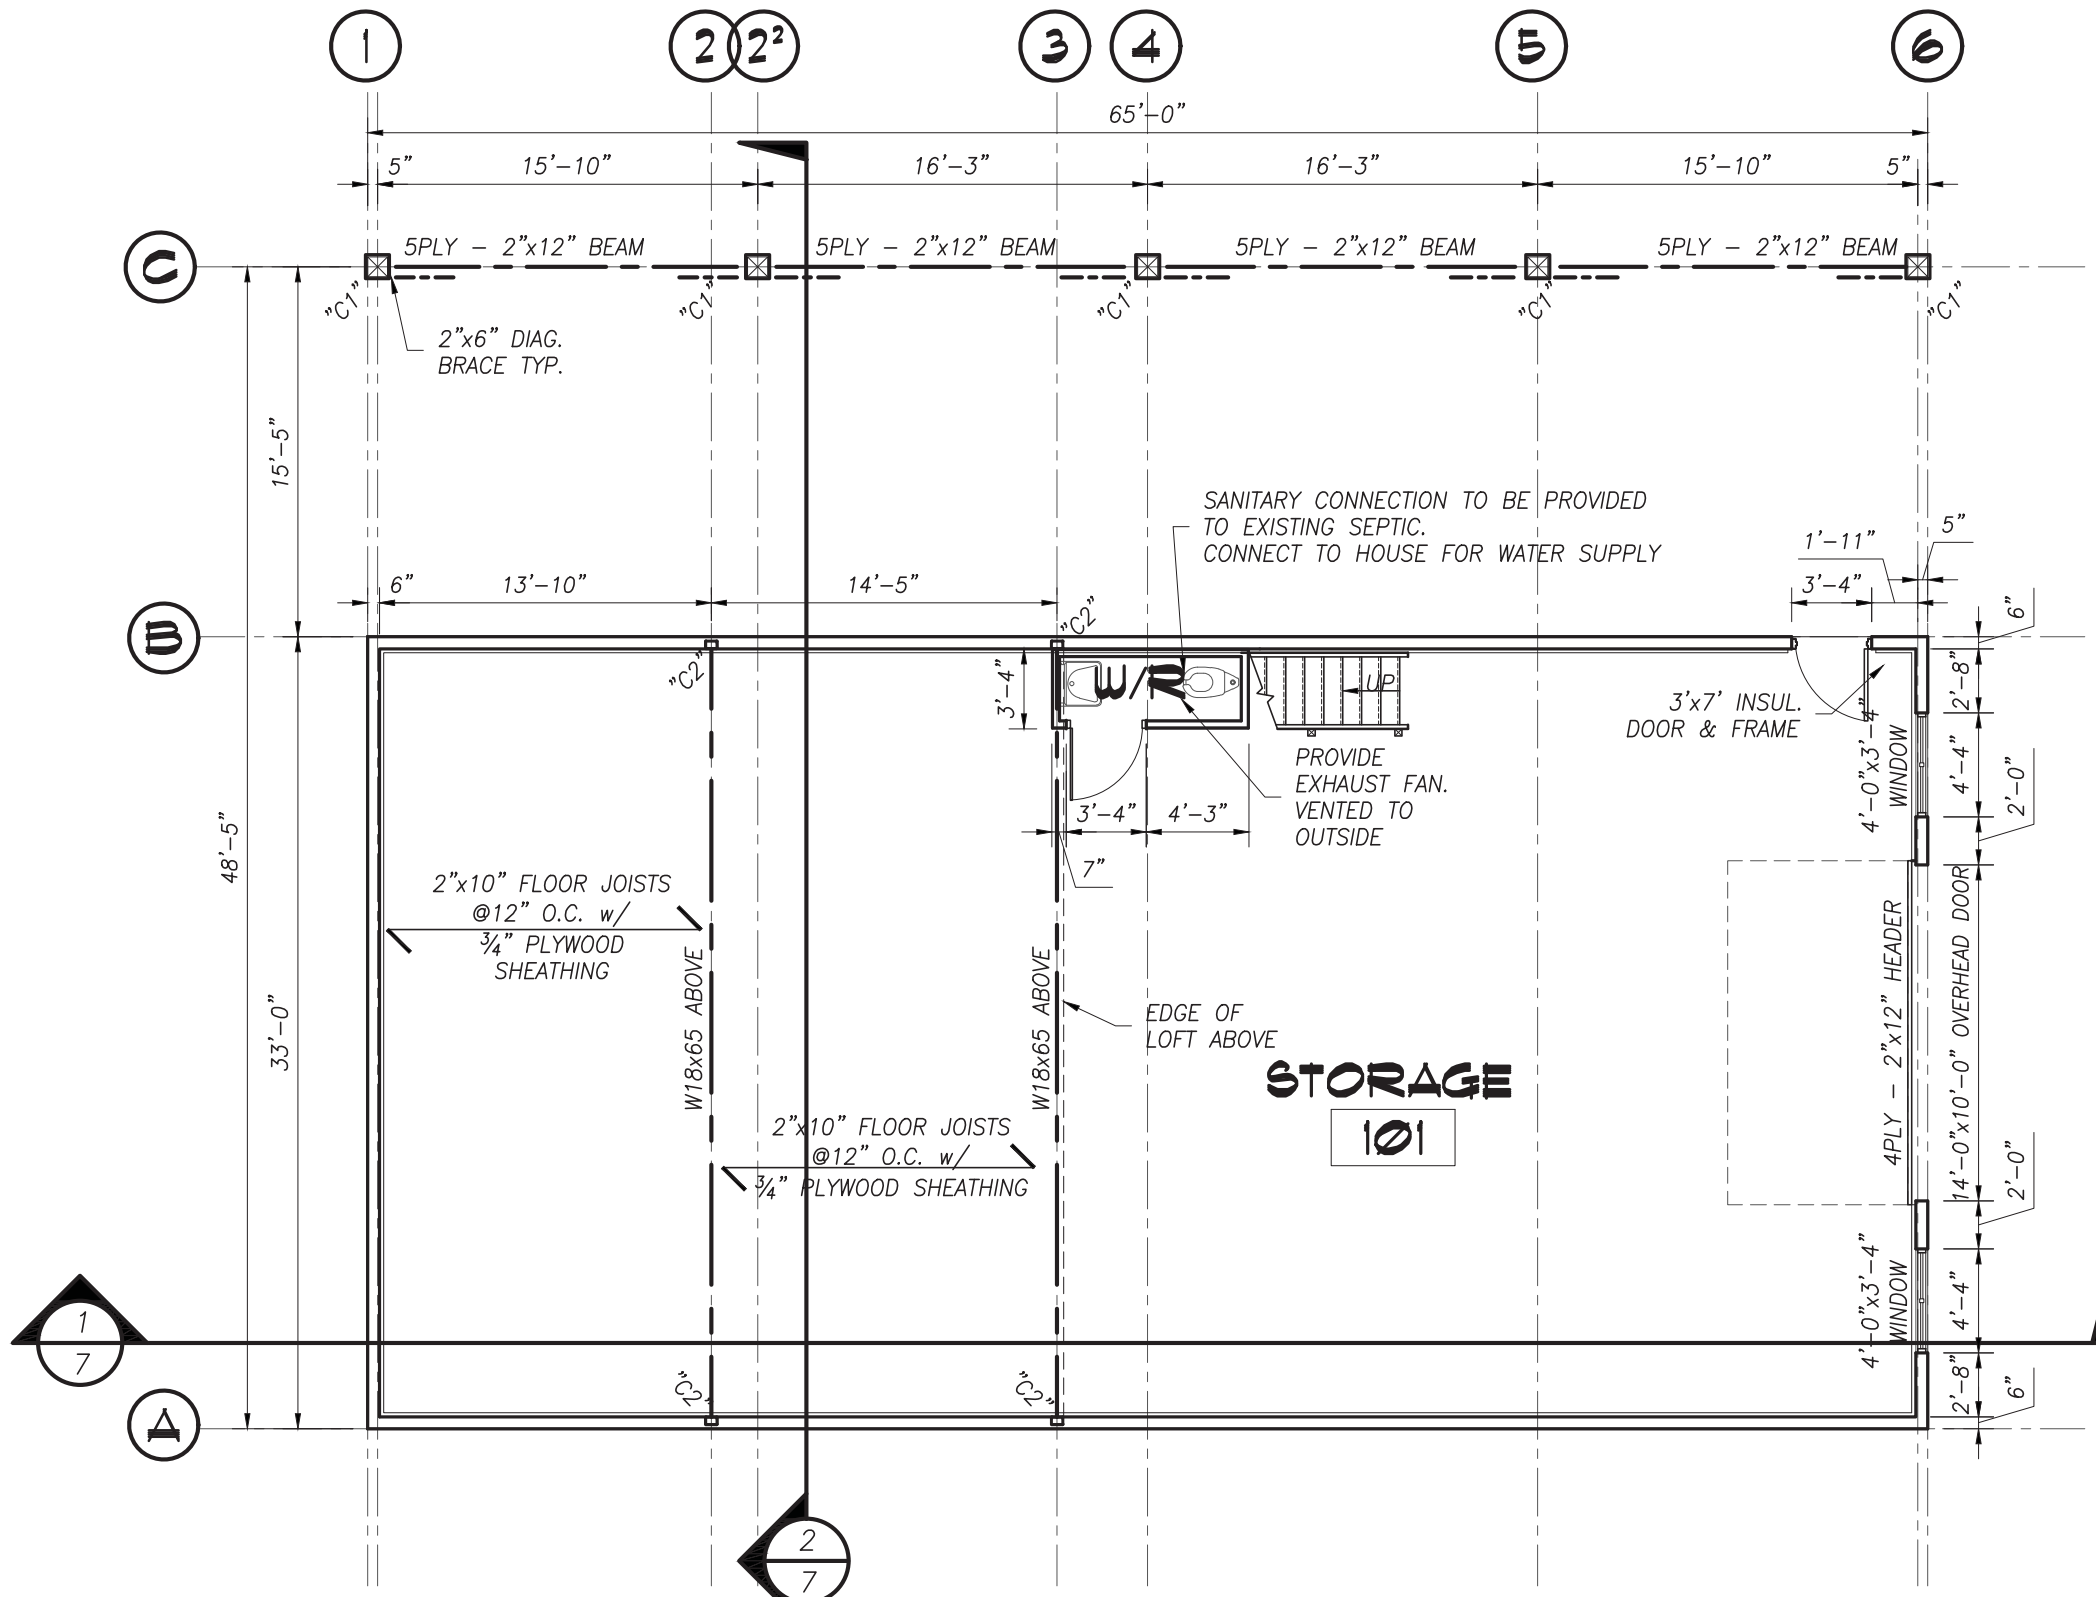 1 2 2² 3 4 5 6
65'-0"
5" 15'-10" 16'-3" 16'-3" 15'-10" 5"
C
5PLY - 2"x12" BEAM 5PLY - 2"x12" BEAM 5PLY - 2"x12" BEAM 5PLY - 2"x12" BEAM
"C1" "C1" "C1" "C1" "C1"
2"x6" DIAG.
BRACE TYP.
15'-5"
48'-5"
33'-0"
SANITARY CONNECTION TO BE PROVIDED
TO EXISTING SEPTIC.
CONNECT TO HOUSE FOR WATER SUPPLY
1'-11"
5"
3'-4"
6" 13'-10" 14'-5"
B
"C2"
"C2"
3'-4"
W/R
UP
3'x7' INSUL.
DOOR & FRAME
PROVIDE
EXHAUST FAN.
VENTED TO
OUTSIDE
3'-4" 4'-3"
7"
6"
2'-8"
4'-4"
2'-0"
4'-0"x3'-4"
WINDOW
2"x10" FLOOR JOISTS
@12" O.C. w/
¾" PLYWOOD
SHEATHING
W18x65 ABOVE
W18x65 ABOVE
EDGE OF
LOFT ABOVE
STORAGE
101
4PLY - 2"x12" HEADER
14'-0"x10'-0" OVERHEAD DOOR
2"x10" FLOOR JOISTS
@12" O.C. w/
¾" PLYWOOD SHEATHING
2'-0"
4'-4"
4'-0"x3'-4"
WINDOW
2'-8"
6"
1
7
"C2" "C2"
A
2
7